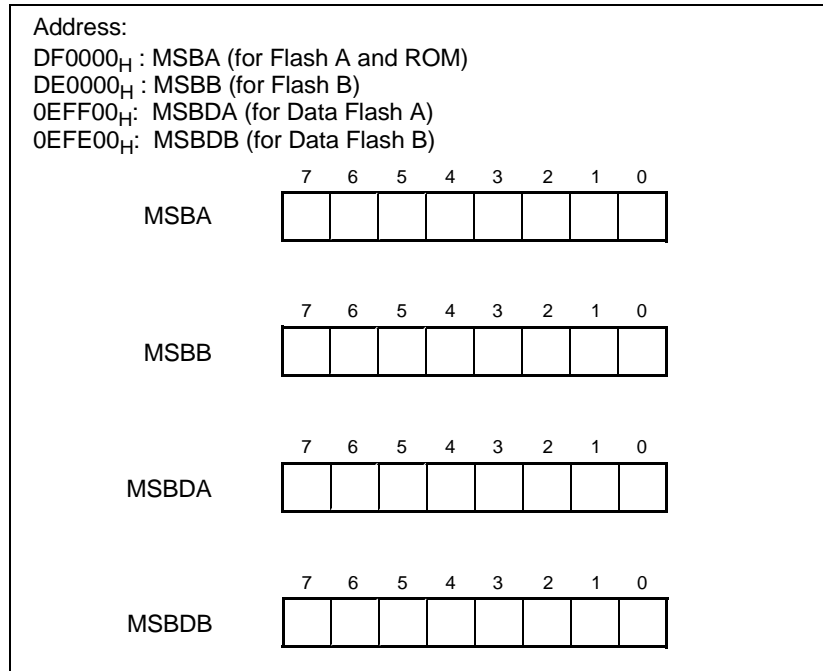 Address:
DF0000H : MSBA (for Flash A and ROM)
DE0000H : MSBB (for Flash B)
0EFF00H: MSBDA (for Data Flash A)
0EFE00H: MSBDB (for Data Flash B)
7 6 5 4 3 2 1 0
MSBA
7 6 5 4 3 2 1 0
MSBB
7 6 5 4 3 2 1 0
MSBDA
7 6 5 4 3 2 1 0
MSBDB